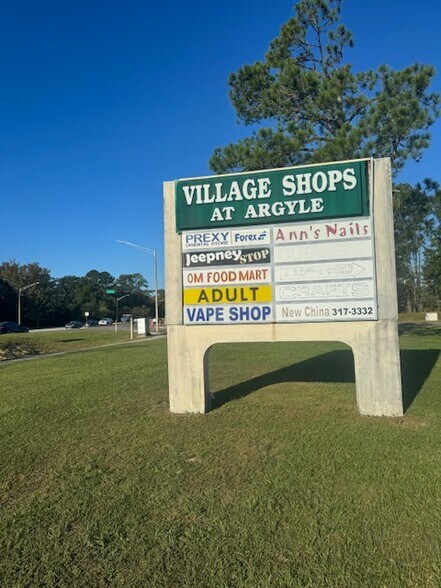 VILLAGE SHOPS
AT ARGYLE
PREXY
ORIENTAL STORE
Forex
Jeepney STOP
OM FOOD MART
ADULT
VAPE SHOP
Ann's Nails
CRAFTS
New China 317-3332